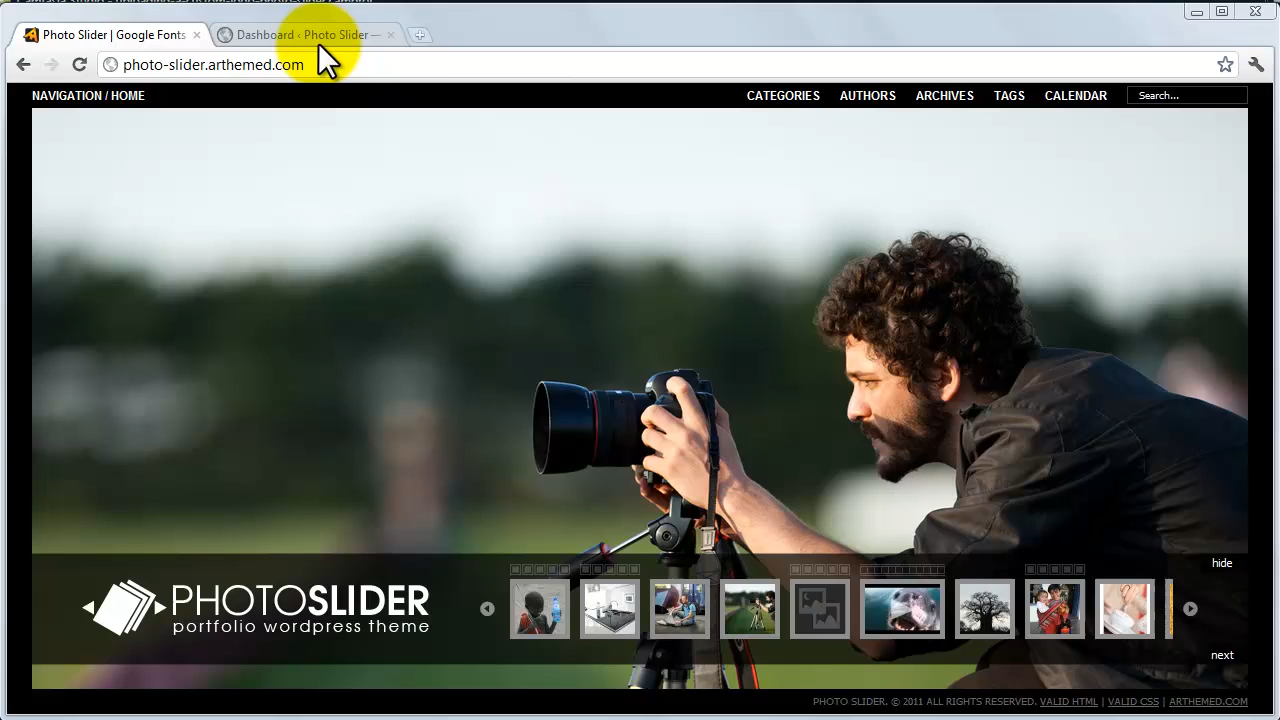 Photo Slider | Google Fonts
Dashboard ‹ Photo Slider —
photo-slider.arthemed.com
NAVIGATION / HOME
CATEGORIES AUTHORS ARCHIVES TAGS CALENDAR Search...
hide
PHOTOSLIDER
portfolio wordpress theme
next
PHOTO SLIDER. © 2011 ALL RIGHTS RESERVED. VALID HTML | VALID CSS | ARTHEMED.COM